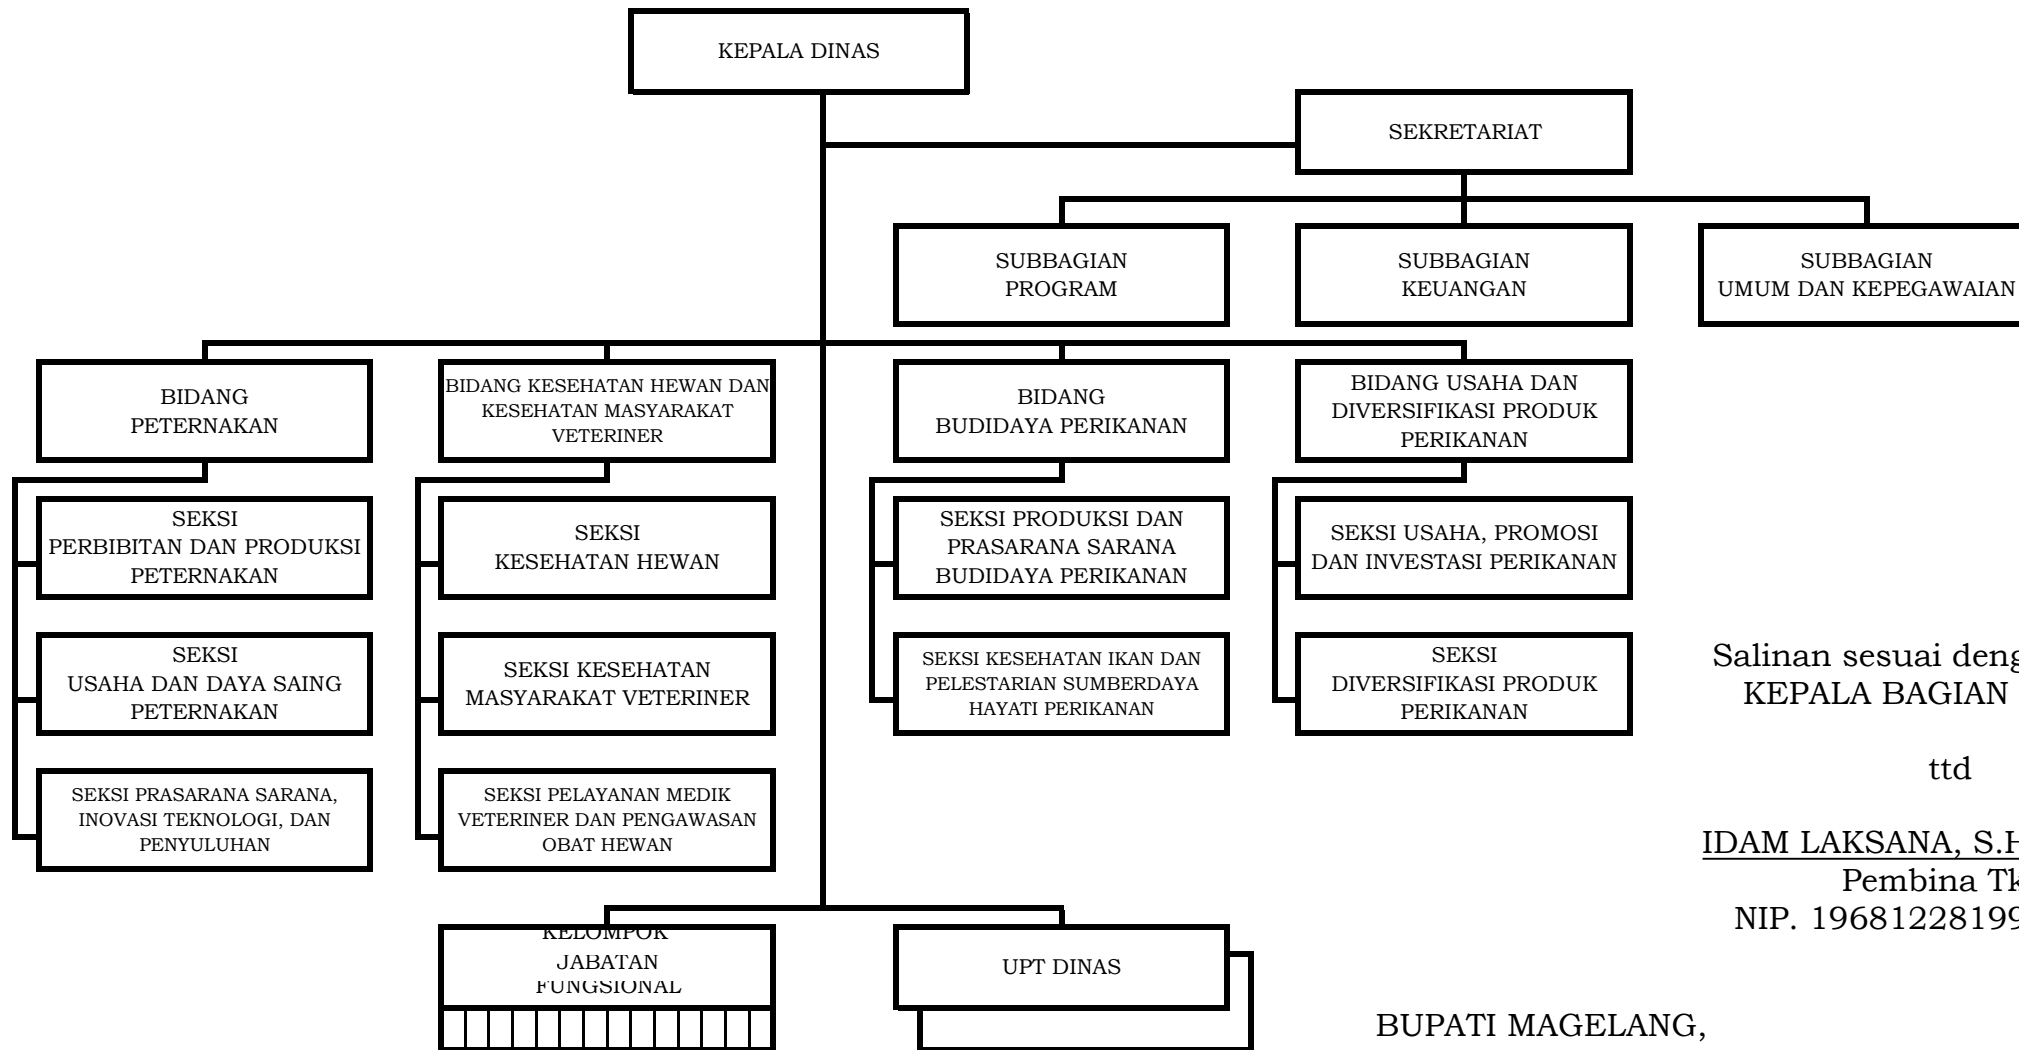 KEPALA DINAS
SEKRETARIAT
SUBBAGIAN
PROGRAM
SUBBAGIAN
KEUANGAN
SUBBAGIAN
UMUM DAN KEPEGAWAIAN
BIDANG
PETERNAKAN
BIDANG KESEHATAN HEWAN DAN
KESEHATAN MASYARAKAT
VETERINER
BIDANG
BUDIDAYA PERIKANAN
BIDANG USAHA DAN
DIVERSIFIKASI PRODUK
PERIKANAN
SEKSI
PERBIBITAN DAN PRODUKSI
PETERNAKAN
SEKSI
KESEHATAN HEWAN
SEKSI PRODUKSI DAN
PRASARANA SARANA
BUDIDAYA PERIKANAN
SEKSI USAHA, PROMOSI
DAN INVESTASI PERIKANAN
SEKSI
USAHA DAN DAYA SAING
PETERNAKAN
SEKSI KESEHATAN
MASYARAKAT VETERINER
SEKSI KESEHATAN IKAN DAN
PELESTARIAN SUMBERDAYA
HAYATI PERIKANAN
SEKSI
DIVERSIFIKASI PRODUK
PERIKANAN
SEKSI PRASARANA SARANA,
INOVASI TEKNOLOGI, DAN
PENYULUHAN
SEKSI PELAYANAN MEDIK
VETERINER DAN PENGAWASAN
OBAT HEWAN
KELOMPOK
JABATAN
FUNGSIONAL
UPT DINAS
Salinan sesuai deng
KEPALA BAGIAN
ttd
IDAM LAKSANA, S.H
Pembina Tk
NIP. 19681228199
BUPATI MAGELANG,